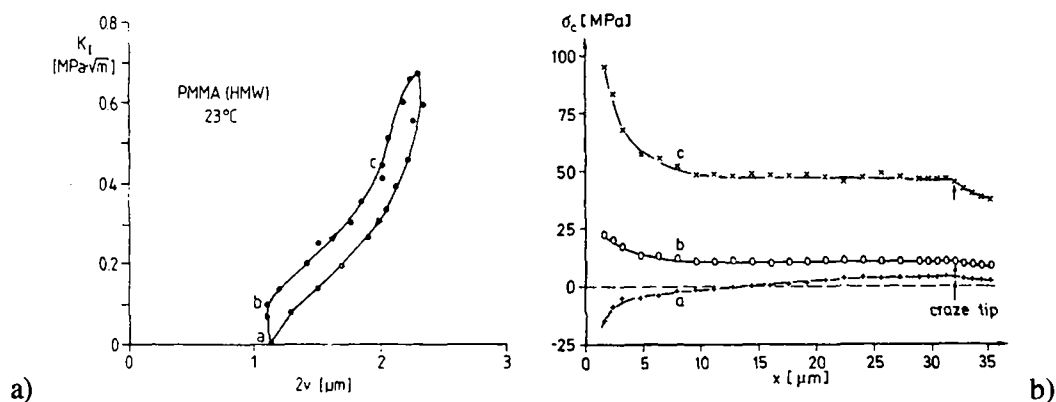 0.8
K_I
[MPa·√m]
0.6
0.4
0.2
0
PMMA (HMW)
23°C
c
b
a
0
1
2
3
2v [μm]
a)
σ_c [MPa]
100
75
50
25
0
-25
c
b
a
craze tip
0
5
10
15
20
25
30
35
x [μm]
b)